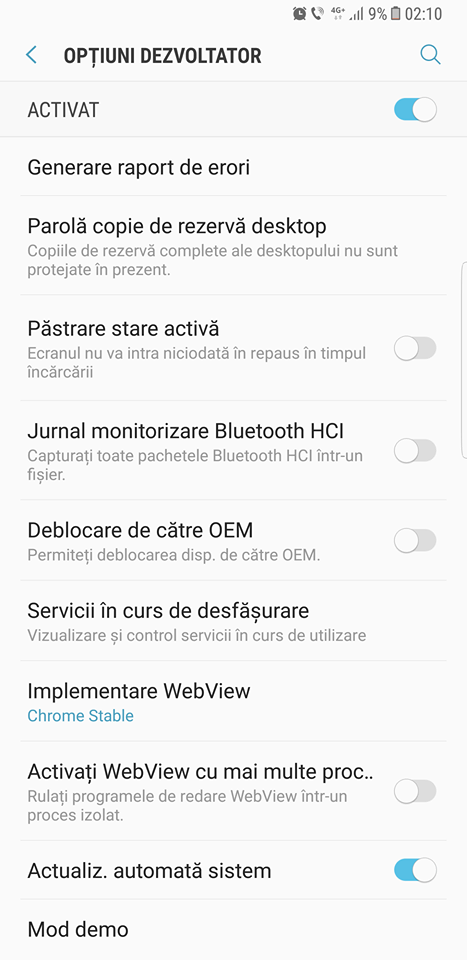 4G+ 9% 02:10
OPȚIUNI DEZVOLTATOR
ACTIVAT
Generare raport de erori
Parolă copie de rezervă desktop
Copiile de rezervă complete ale desktopului nu sunt
protejate în prezent.
Păstrare stare activă
Ecranul nu va intra niciodată în repaus în timpul
încărcării
Jurnal monitorizare Bluetooth HCI
Capturați toate pachetele Bluetooth HCI într-un
fișier.
Deblocare de către OEM
Permiteți deblocarea disp. de către OEM.
Servicii în curs de desfășurare
Vizualizare și control servicii în curs de utilizare
Implementare WebView
Chrome Stable
Activați WebView cu mai multe proc..
Rulați programele de redare WebView într-un
proces izolat.
Actualiz. automată sistem
Mod demo